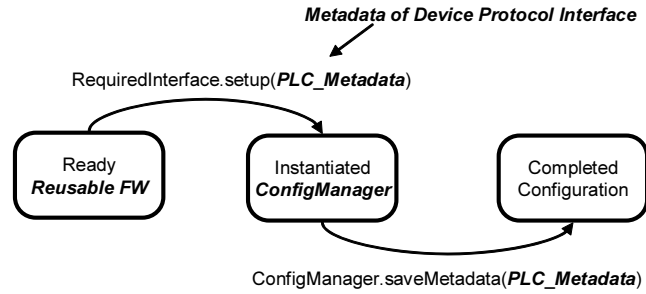 Metadata of Device Protocol Interface
RequiredInterface.setup(PLC_Metadata)
Ready
Reusable FW
Instantiated
ConfigManager
Completed
Configuration
ConfigManager.saveMetadata(PLC_Metadata)